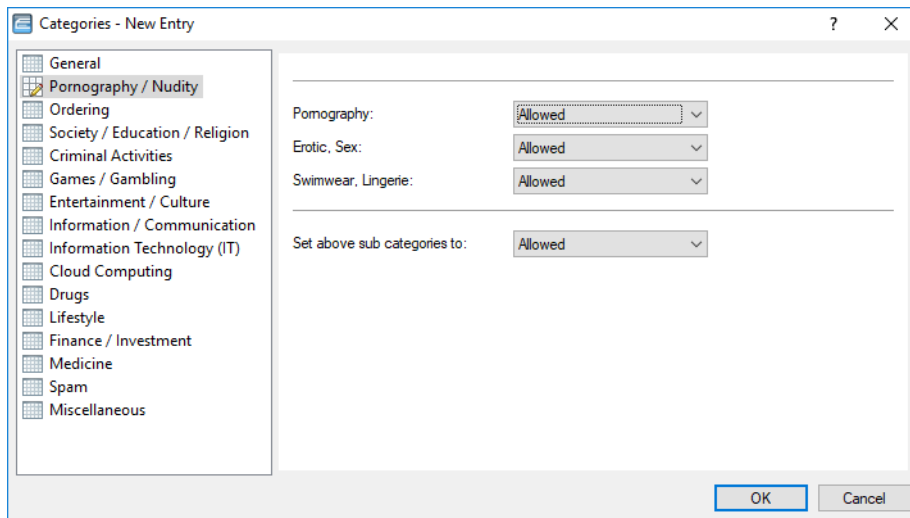 Categories - New Entry
General
Pornography / Nudity
Ordering
Society / Education / Religion
Criminal Activities
Games / Gambling
Entertainment / Culture
Information / Communication
Information Technology (IT)
Cloud Computing
Drugs
Lifestyle
Finance / Investment
Medicine
Spam
Miscellaneous
Pornography: Allowed
Erotic, Sex: Allowed
Swimwear, Lingerie: Allowed
Set above sub categories to: Allowed
OK Cancel